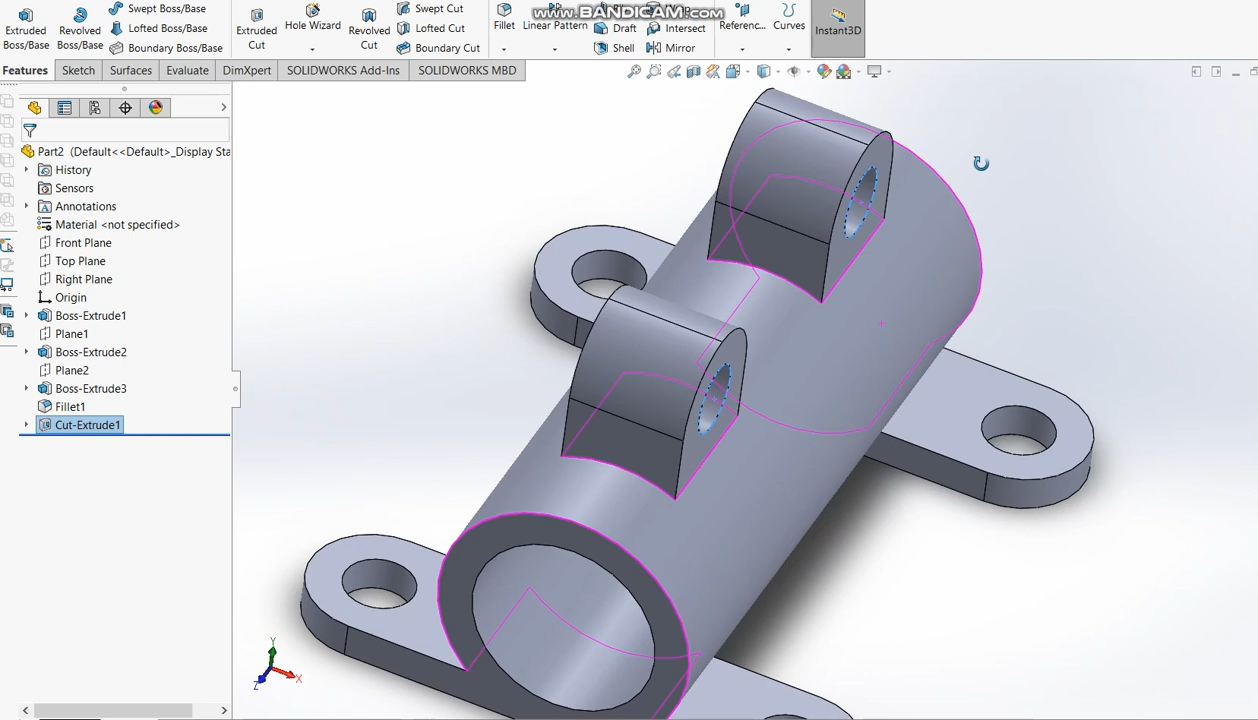 Extruded Boss/Base
Revolved Boss/Base
Swept Boss/Base
Lofted Boss/Base
Boundary Boss/Base
Extruded Cut
Hole Wizard
Revolved Cut
Swept Cut
Lofted Cut
Boundary Cut
Fillet
Linear Pattern
Draft
Shell
Intersect
Mirror
Referenc...
Curves
Instant3D
www.BANDICAM.com
Features
Sketch
Surfaces
Evaluate
DimXpert
SOLIDWORKS Add-Ins
SOLIDWORKS MBD
Part2 (Default<<Default>_Display Sta
History
Sensors
Annotations
Material <not specified>
Front Plane
Top Plane
Right Plane
Origin
Boss-Extrude1
Plane1
Boss-Extrude2
Plane2
Boss-Extrude3
Fillet1
Cut-Extrude1
Y
X
Z